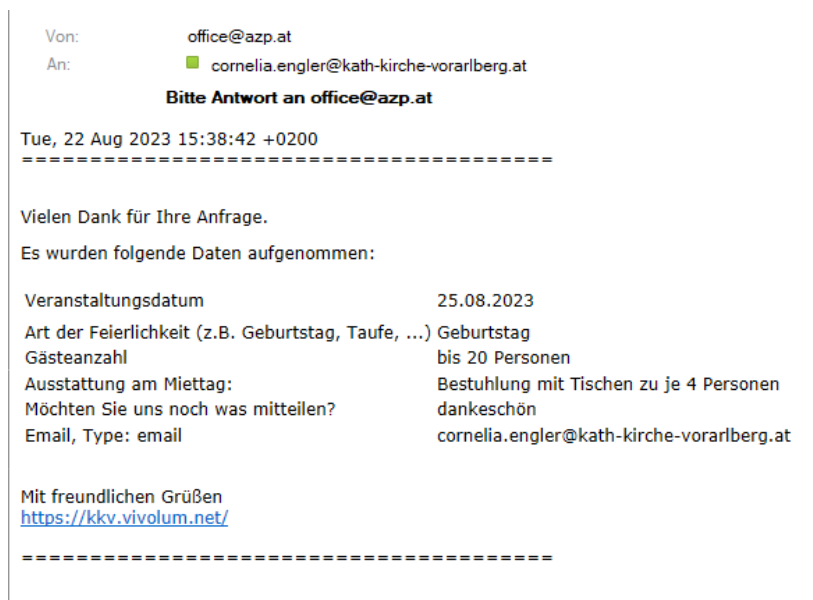 Von: office@azp.at
An: cornelia.engler@kath-kirche-vorarlberg.at
Bitte Antwort an office@azp.at
Tue, 22 Aug 2023 15:38:42 +0200
=======================================
Vielen Dank für Ihre Anfrage.
Es wurden folgende Daten aufgenommen:
Veranstaltungsdatum 25.08.2023
Art der Feierlichkeit (z.B. Geburtstag, Taufe, ...) Geburtstag
Gästeanzahl bis 20 Personen
Ausstattung am Miettag: Bestuhlung mit Tischen zu je 4 Personen
Möchten Sie uns noch was mitteilen? dankeschön
Email, Type: email cornelia.engler@kath-kirche-vorarlberg.at
Mit freundlichen Grüßen
https://kkv.vivolum.net/
=======================================